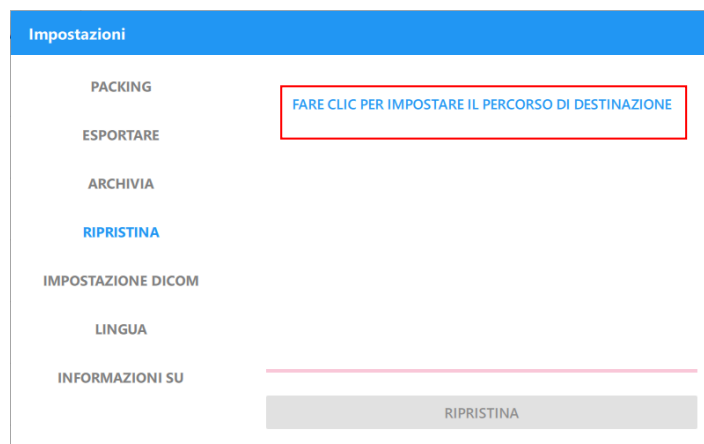 Impostazioni
PACKING
ESPORTARE
ARCHIVIA
RIPRISTINA
IMPOSTAZIONE DICOM
LINGUA
INFORMAZIONI SU
FARE CLIC PER IMPOSTARE IL PERCORSO DI DESTINAZIONE
RIPRISTINA